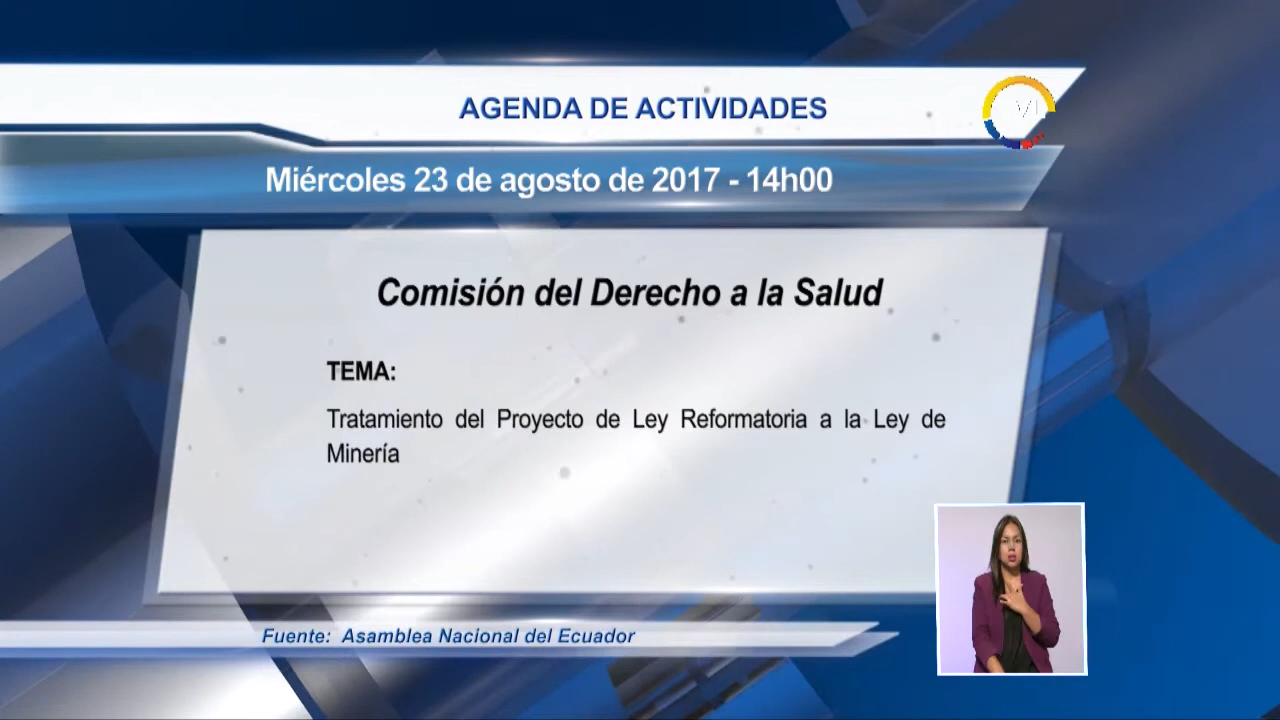 AGENDA DE ACTIVIDADES
Miércoles 23 de agosto de 2017 - 14h00
Comisión del Derecho a la Salud
TEMA:
Tratamiento del Proyecto de Ley Reformatoria a la Ley de
Minería
Fuente: Asamblea Nacional del Ecuador